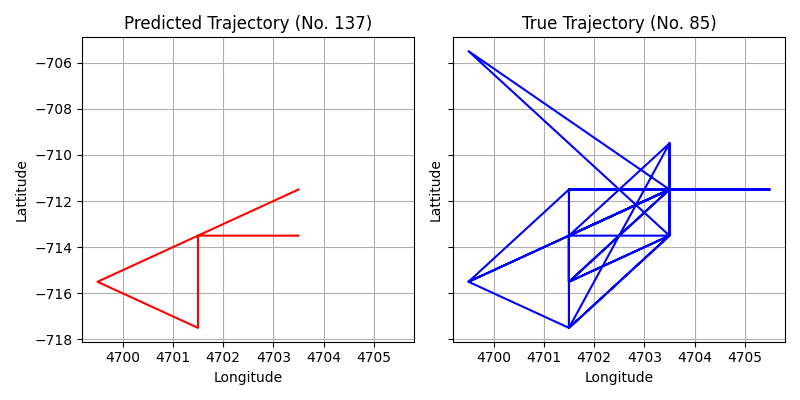 Predicted Trajectory (No. 137)
True Trajectory (No. 85)
−706
−708
−710
−712
−714
−716
−718
Lattitude
Lattitude
4700 4701 4702 4703 4704 4705
4700 4701 4702 4703 4704 4705
Longitude
Longitude